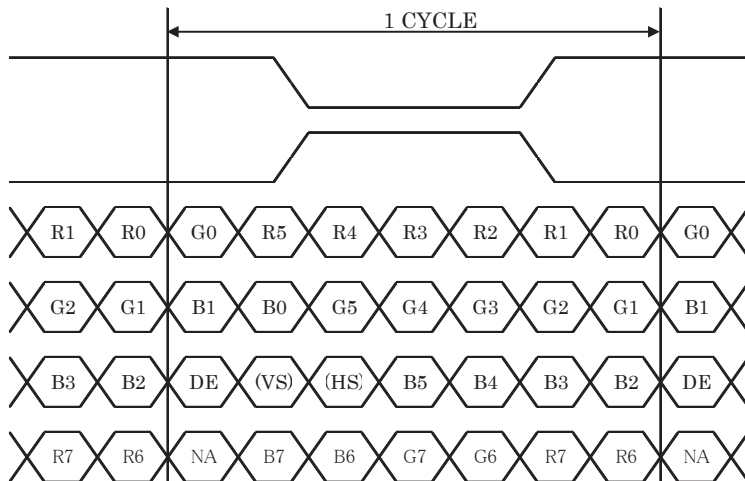 1 CYCLE
R1 R0 G0 R5 R4 R3 R2 R1 R0 G0
G2 G1 B1 B0 G5 G4 G3 G2 G1 B1
B3 B2 DE (VS) (HS) B5 B4 B3 B2 DE
R7 R6 NA B7 B6 G7 G6 R7 R6 NA